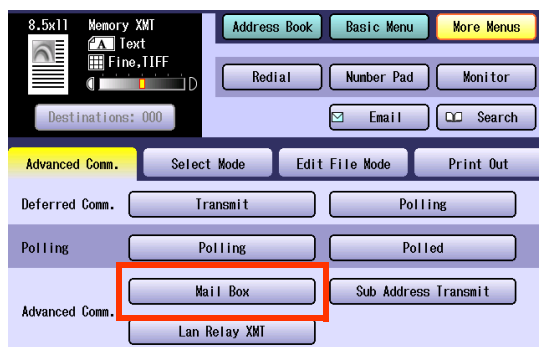 8.5x11 Memory XMT Address Book Basic Menu More Menus
A Text
Fine,TIFF Redial Number Pad Monitor
D
Destinations: 000 Email Search
Advanced Comm. Select Mode Edit File Mode Print Out
Deferred Comm. Transmit Polling
Polling Polling Polled
Mail Box Sub Address Transmit
Advanced Comm.
Lan Relay XMT